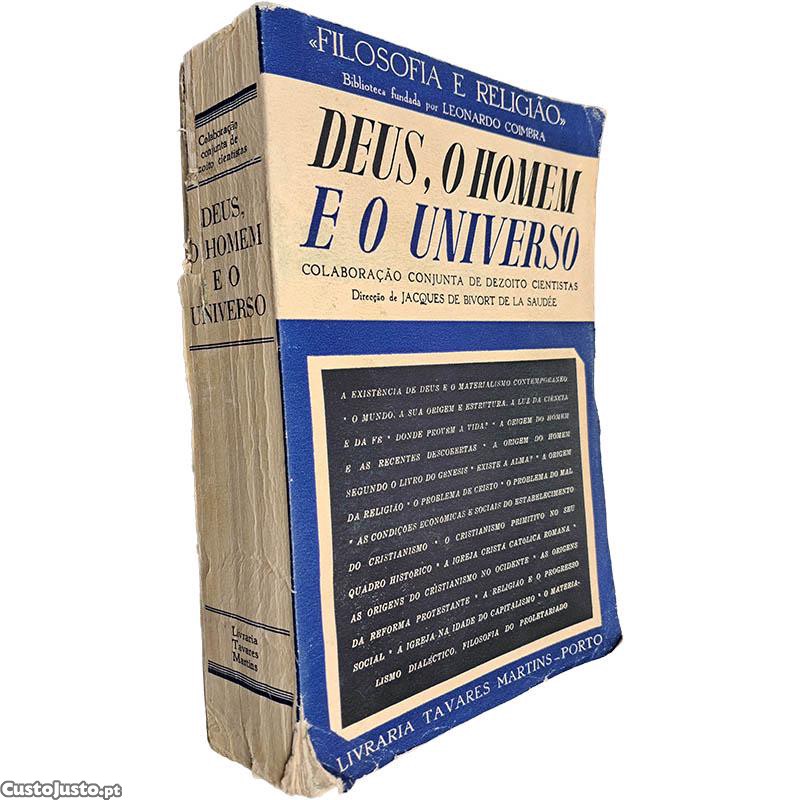 Colaboração
conjunta de
zoito cientistas
DEUS,
O HOMEM
E O
UNIVERSO
Livraria
Tavares
Martins
«FILOSOFIA E RELIGIÃO»
Biblioteca fundada por LEONARDO COIMBRA
DEUS, O HOMEM
E O UNIVERSO
COLABORAÇÃO CONJUNTA DE DEZOITO CIENTISTAS
Direcção de JACQUES DE BIVORT DE LA SAUDÉE
A EXISTÊNCIA DE DEUS E O MATERIALISMO CONTEMPORÂNEO
* O MUNDO, A SUA ORIGEM E ESTRUTURA, À LUZ DA CIÊNCIA
E DA FÉ * DONDE PROVÉM A VIDA? * A ORIGEM DO HOMEM
E AS RECENTES DESCOBERTAS * A ORIGEM DO HOMEM
SEGUNDO O LIVRO DO GÉNESIS * EXISTE A ALMA? * A ORIGEM
DA RELIGIÃO * O PROBLEMA DE CRISTO * O PROBLEMA DO MAL
* AS CONDIÇÕES ECONÓMICAS E SOCIAIS DO ESTABELECIMENTO
DO CRISTIANISMO * O CRISTIANISMO PRIMITIVO NO SEU
QUADRO HISTÓRICO * A IGREJA CRISTÃ CATÓLICA ROMANA *
AS ORIGENS DO CRISTIANISMO NO OCIDENTE * AS ORIGENS
DA REFORMA PROTESTANTE * A RELIGIÃO E O PROGRESSO
SOCIAL * A IGREJA NA IDADE DO CAPITALISMO * O MATERIA-
LISMO DIALÉCTICO, FILOSOFIA DO PROLETARIADO
LIVRARIA TAVARES MARTINS – PORTO
CustoJusto.pt